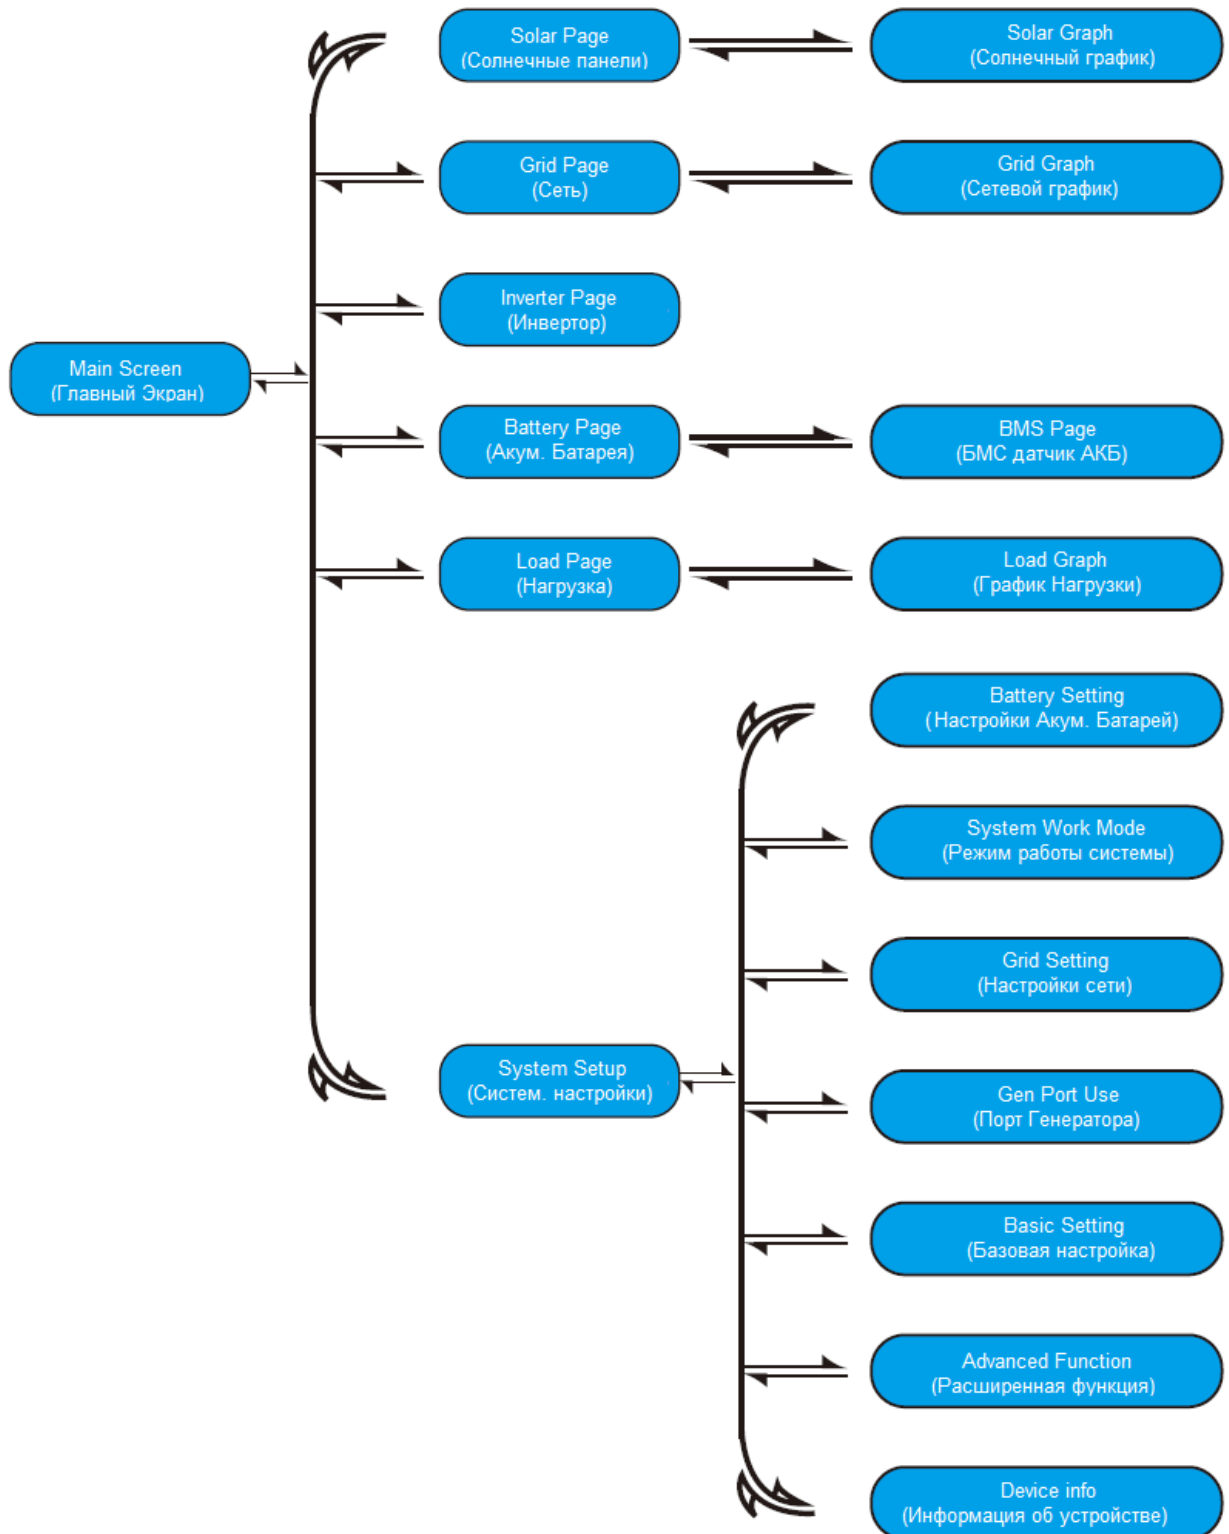 Solar Page
(Солнечные панели)
Solar Graph
(Солнечный график)
Grid Page
(Сеть)
Grid Graph
(Сетевой график)
Inverter Page
(Инвертор)
Main Screen
(Главный Экран)
Battery Page
(Акум. Батарея)
BMS Page
(БМС датчик АКБ)
Load Page
(Нагрузка)
Load Graph
(График Нагрузки)
Battery Setting
(Настройки Акум. Батарей)
System Work Mode
(Режим работы системы)
Grid Setting
(Настройки сети)
System Setup
(Систем. настройки)
Gen Port Use
(Порт Генератора)
Basic Setting
(Базовая настройка)
Advanced Function
(Расширенная функция)
Device info
(Информация об устройстве)